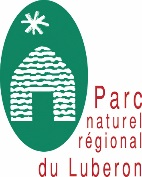 Parc
naturel
régional
du Luberon